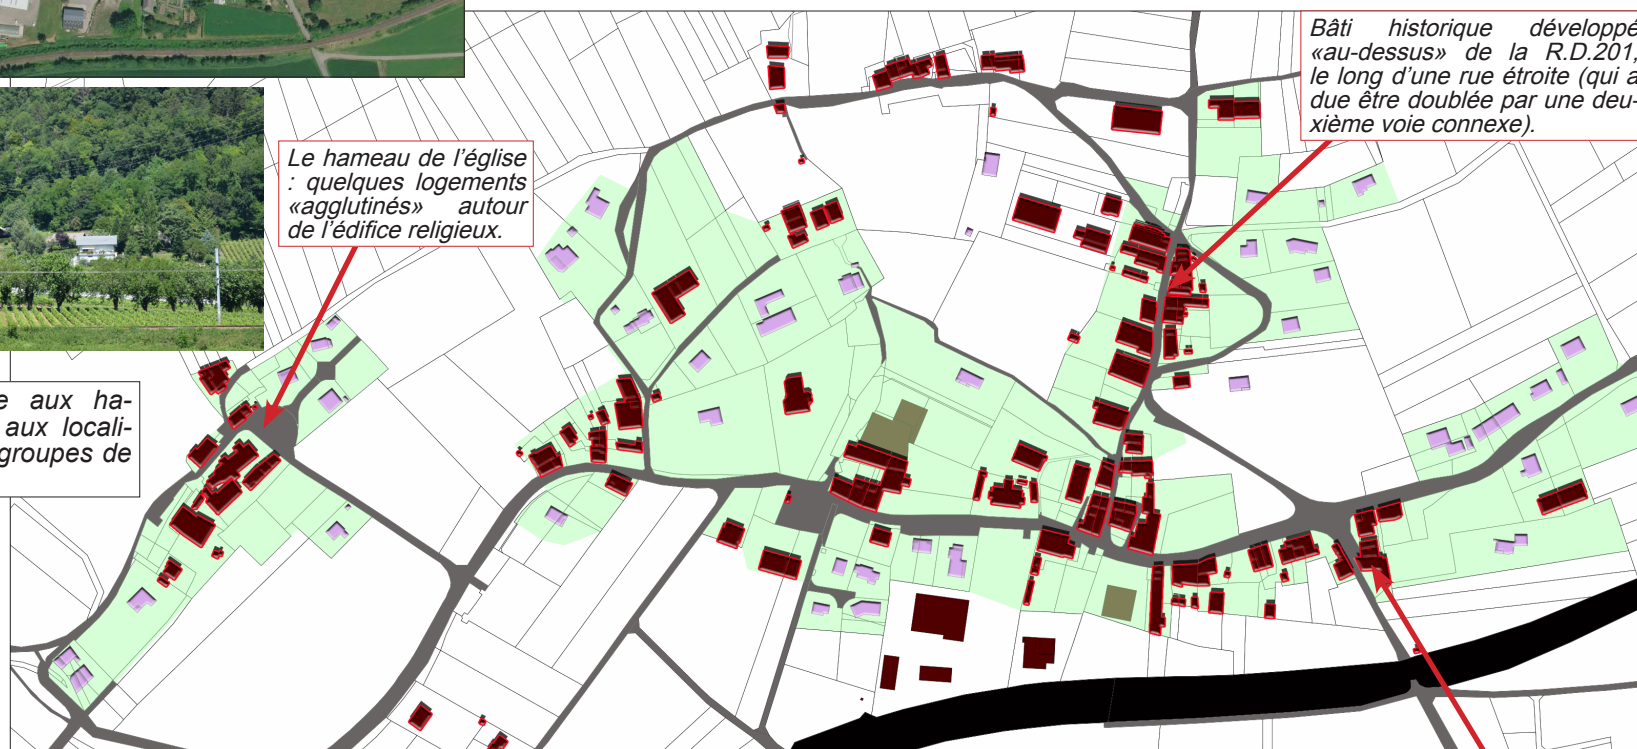 Bâti historique développé
«au-dessus» de la R.D.201,
le long d’une rue étroite (qui a
due être doublée par une deu-
xième voie connexe).
Le hameau de l’église
: quelques logements
«agglutinés» autour
de l’édifice religieux.
aux ha-
aux locali-
groupes de